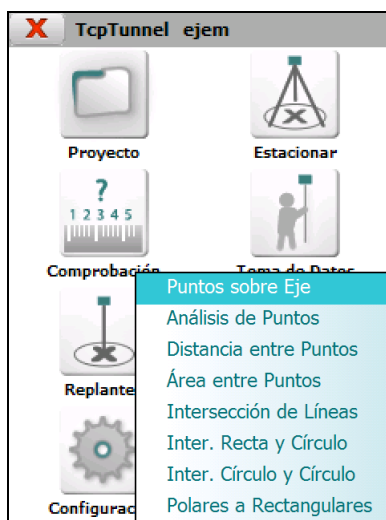 X TcpTunnel ejem
Proyecto Estacionar
?
1 2 3 4 5
Comprobación Toma de Datos
Puntos sobre Eje
Análisis de Puntos
Distancia entre Puntos
Replante
Área entre Puntos
Intersección de Líneas
Inter. Recta y Círculo
Inter. Círculo y Círculo
Configurac
Polares a Rectangulares